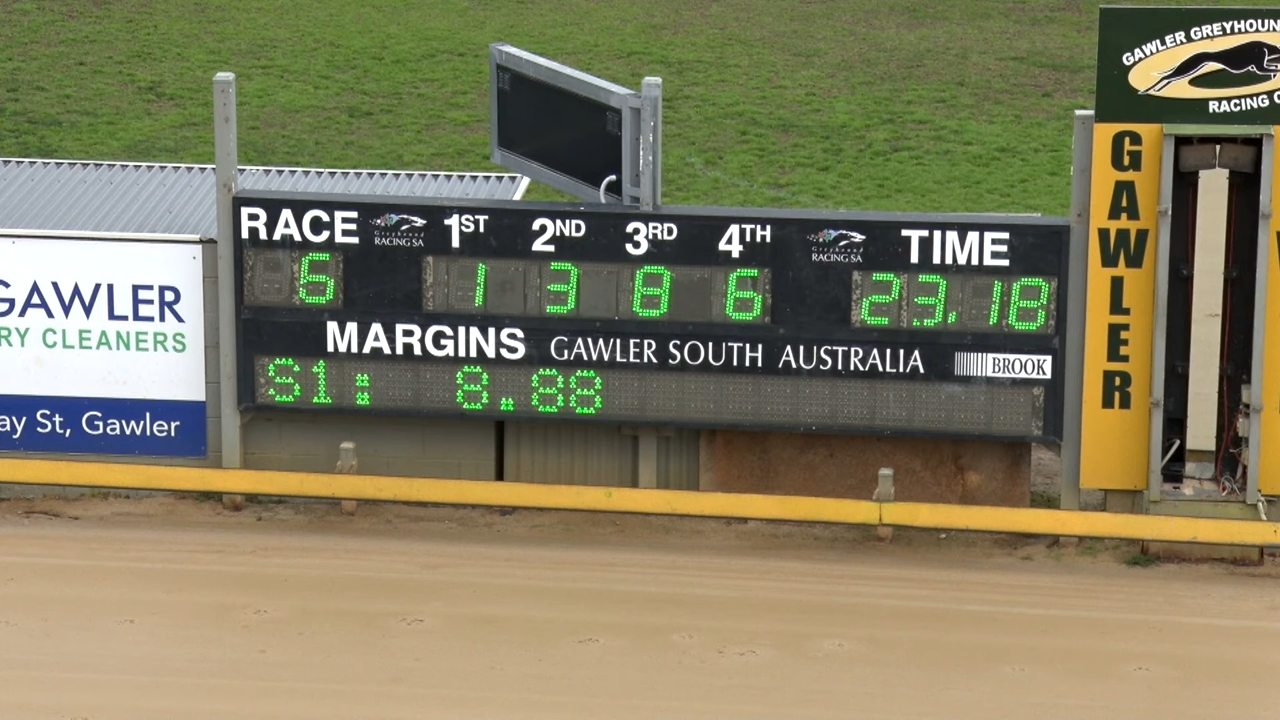 GAWLER GREYHOUN
RACING C
GAWLER
RACE
Greyhound
RACING SA
1ST 2ND 3RD 4TH
Greyhound
RACING SA
TIME
5 1 3 8 6 23.18
MARGINS GAWLER SOUTH AUSTRALIA BROOK
S1: 8.88
GAWLER
RY CLEANERS
ay St, Gawler